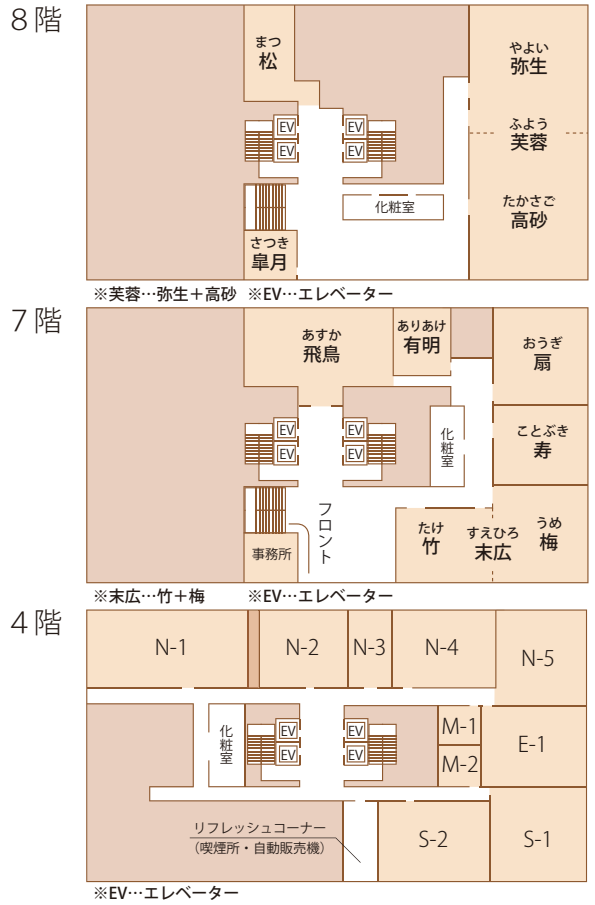 8階
まつ
松
やよい
弥生
EV
EV
EV
EV
ふよう
芙蓉
たかさご
高砂
化粧室
さつき
皐月
※芙蓉…弥生＋高砂 ※EV…エレベーター
7階
あすか
飛鳥
ありあけ
有明
おうぎ
扇
EV
EV
EV
EV
化粧室
ことぶき
寿
フロント
事務所
たけ
竹
すえひろ
末広
うめ
梅
※末広…竹＋梅 ※EV…エレベーター
4階
N-1
N-2
N-3
N-4
N-5
化粧室
EV
EV
EV
EV
M-1
M-2
E-1
リフレッシュコーナー
（喫煙所・自動販売機）
S-2
S-1
※EV…エレベーター